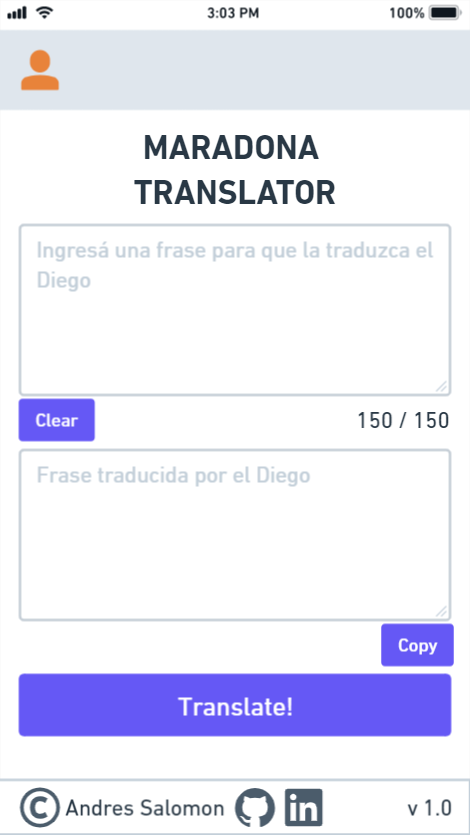 3:03 PM
100%
MARADONA
TRANSLATOR
Ingresá una frase para que la traduzca el
Diego
Clear
150 / 150
Frase traducida por el Diego
Copy
Translate!
© Andres Salomon
in
v 1.0